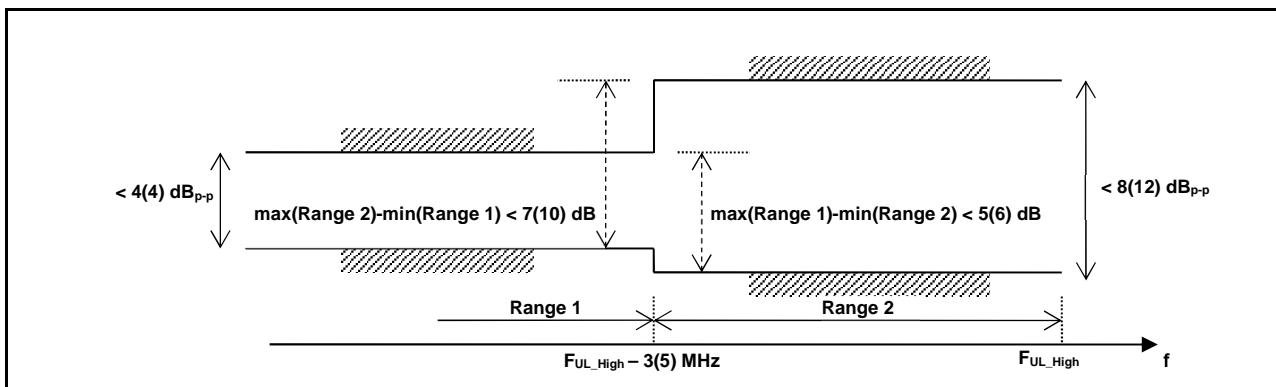 < 4(4) dBp-p
max(Range 2)-min(Range 1) < 7(10) dB
max(Range 1)-min(Range 2) < 5(6) dB
< 8(12) dBp-p
Range 1
Range 2
FUL_High – 3(5) MHz
FUL_High
f